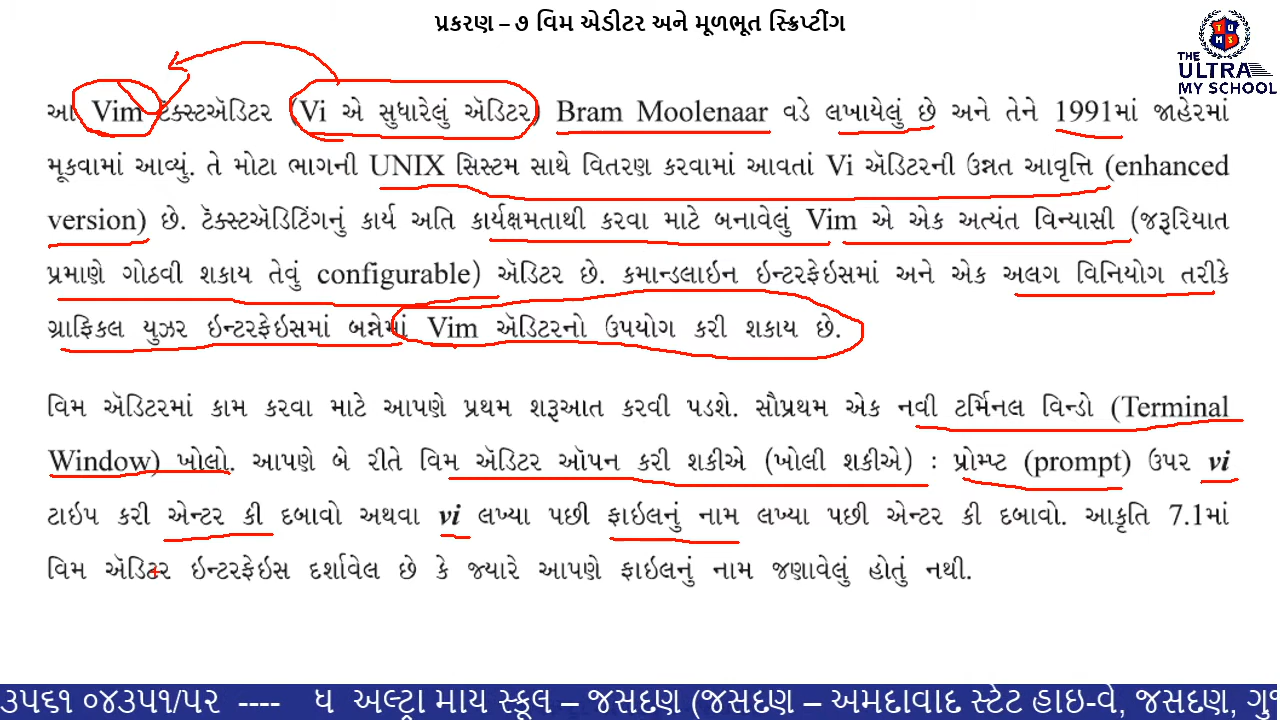 પ્રકરણ – ૭ વિમ એડીટર અને મૂળભૂત સ્ક્રિપ્ટીંગ
TUMS
THE
ULTRA
MY SCHOOL
આ Vim ટૅક્સ્ટઍડિટર (Vi એ સુધારેલું ઍડિટર) Bram Moolenaar વડે લખાયેલું છે અને તેને 1991માં જાહેરમાં
મૂકવામાં આવ્યું. તે મોટા ભાગની UNIX સિસ્ટમ સાથે વિતરણ કરવામાં આવતાં Vi ઍડિટરની ઉન્નત આવૃત્તિ (enhanced
version) છે. ટૅક્સ્ટઍડિટિંગનું કાર્ય અતિ કાર્યક્ષમતાથી કરવા માટે બનાવેલું Vim એ એક અત્યંત વિન્યાસી (જરૂરિયાત
પ્રમાણે ગોઠવી શકાય તેવું configurable) ઍડિટર છે. કમાન્ડલાઇન ઇન્ટરફેઇસમાં અને એક અલગ વિનિયોગ તરીકે
ગ્રાફિકલ યુઝર ઇન્ટરફેઇસમાં બન્નેમાં Vim ઍડિટરનો ઉપયોગ કરી શકાય છે.
વિમ ઍડિટરમાં કામ કરવા માટે આપણે પ્રથમ શરૂઆત કરવી પડશે. સૌપ્રથમ એક નવી ટર્મિનલ વિન્ડો (Terminal
Window) ખોલો. આપણે બે રીતે વિમ ઍડિટર ઑપન કરી શકીએ (ખોલી શકીએ) : પ્રોમ્પ્ટ (prompt) ઉપર vi
ટાઇપ કરી એન્ટર કી દબાવો અથવા vi લખ્યા પછી ફાઇલનું નામ લખ્યા પછી એન્ટર કી દબાવો. આકૃતિ 7.1માં
વિમ ઍડિટર ઇન્ટરફેઇસ દર્શાવેલ છે કે જ્યારે આપણે ફાઇલનું નામ જણાવેલું હોતું નથી.
૩૫૬૧ ૦૪૩૫૧/૫૨ ---- ધ અલ્ટ્રા માય સ્કૂલ – જસદણ (જસદણ – અમદાવાદ સ્ટેટ હાઇ-વે, જસદણ,